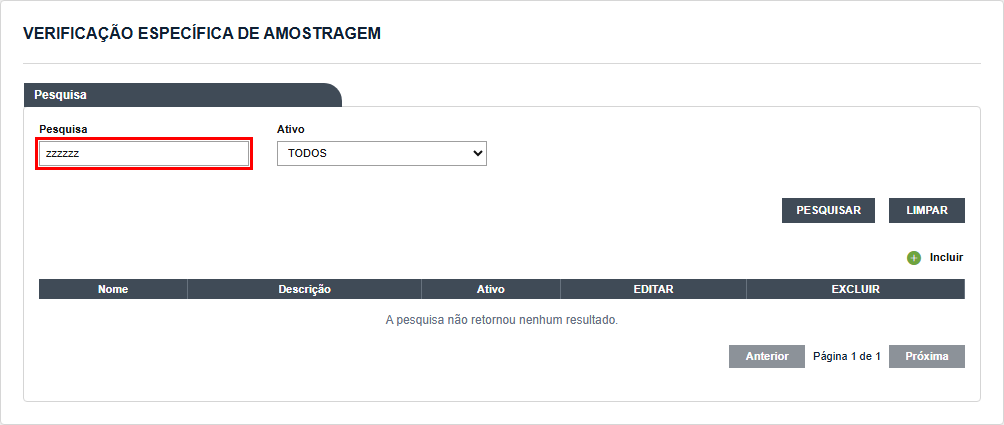 VERIFICAÇÃO ESPECÍFICA DE AMOSTRAGEM
Pesquisa
Pesquisa Ativo
zzzzzz TODOS
PESQUISAR LIMPAR
Incluir
Nome Descrição Ativo EDITAR EXCLUIR
A pesquisa não retornou nenhum resultado.
Anterior Página 1 de 1 Próxima